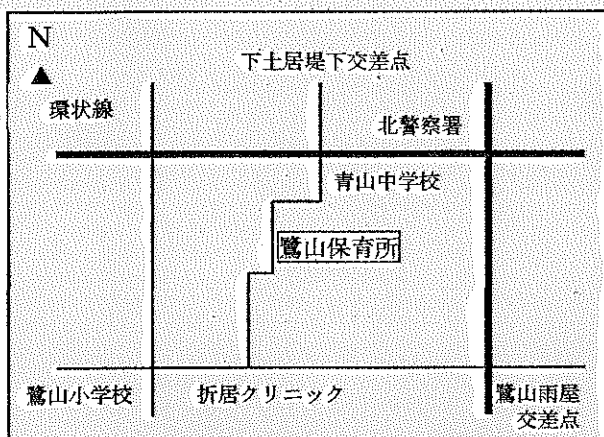 N
下土居堤下交差点
環状線
北警察署
青山中学校
鷺山保育所
鷺山小学校
折居クリニック
鷺山雨屋
交差点